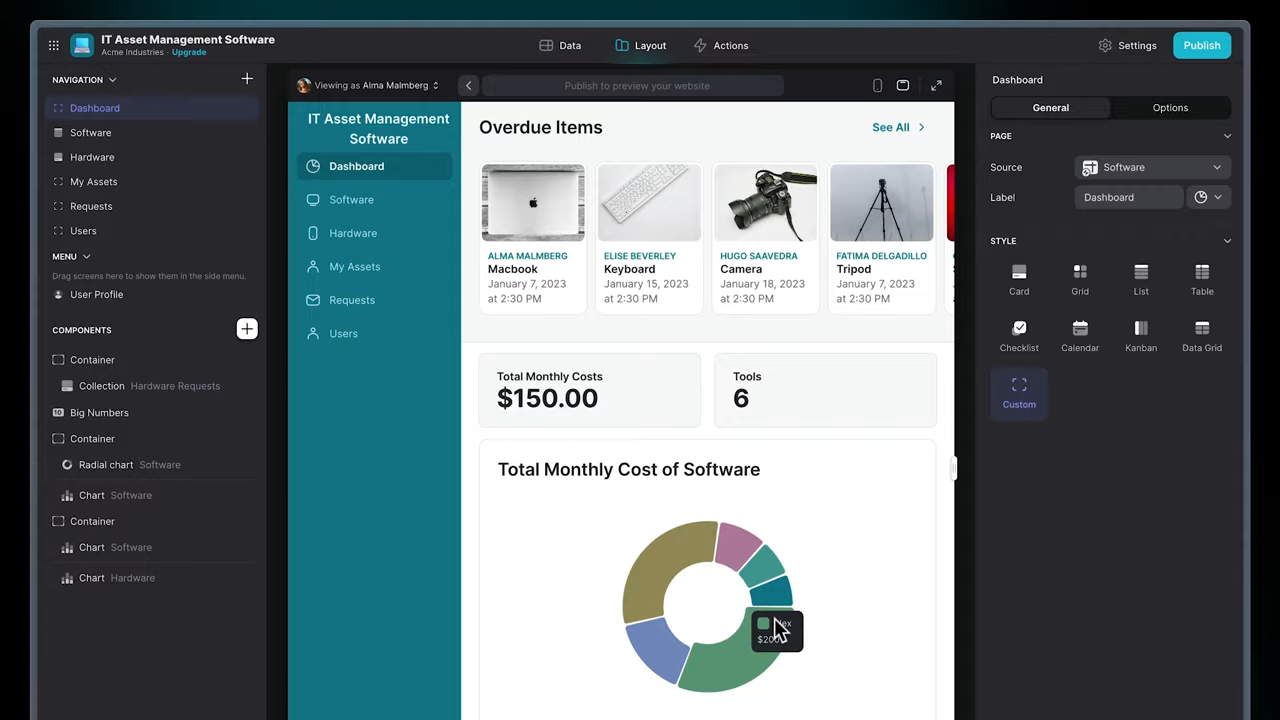 IT Asset Management Software
Acme Industries · Upgrade
Data
Layout
Actions
Settings
Publish
NAVIGATION
Dashboard
Software
Hardware
My Assets
Requests
Users
MENU
Drag screens here to show them in the side menu.
User Profile
COMPONENTS
Container
Collection Hardware Requests
Big Numbers
Container
Radial chart Software
Chart Software
Container
Chart Software
Chart Hardware
Viewing as Alma Malmberg
Publish to preview your website
IT Asset Management
Software
Dashboard
Software
Hardware
My Assets
Requests
Users
Overdue Items
See All
ALMA MALMBERG
Macbook
January 7, 2023
at 2:30 PM
ELISE BEVERLEY
Keyboard
January 15, 2023
at 2:30 PM
HUGO SAAVEDRA
Camera
January 18, 2023
at 2:30 PM
FATIMA DELGADILLO
Tripod
January 7, 2023
at 2:30 PM
Total Monthly Costs
$150.00
Tools
6
Total Monthly Cost of Software
Dashboard
General
Options
PAGE
Source
Software
Label
Dashboard
STYLE
Card
Grid
List
Table
Checklist
Calendar
Kanban
Data Grid
Custom